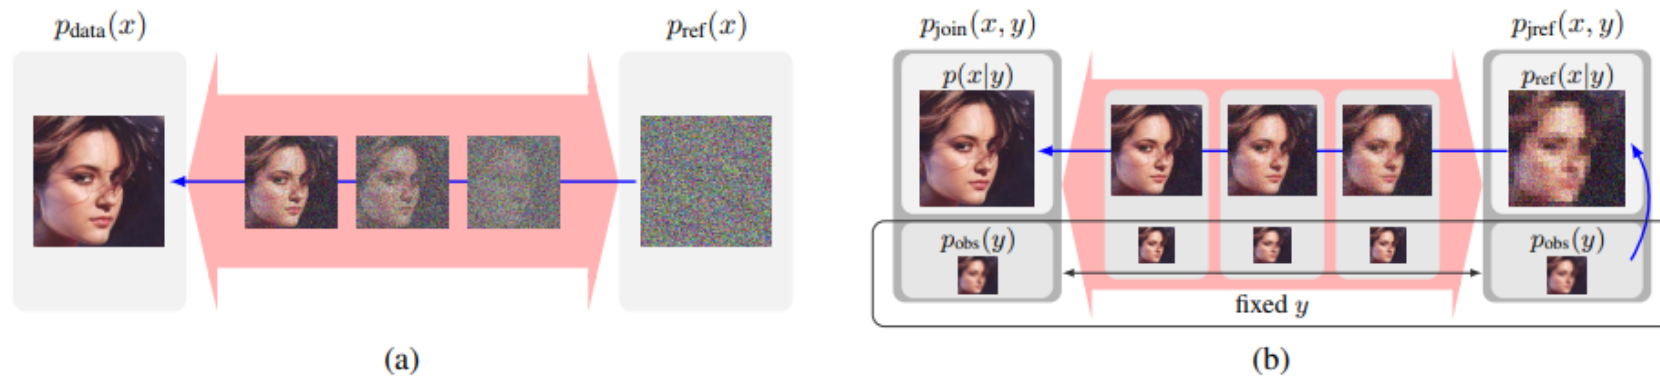 p_data(x)
p_ref(x)
(a)
p_join(x, y)
p_jref(x, y)
p(x|y)
p_ref(x|y)
p_obs(y)
p_obs(y)
fixed y
(b)